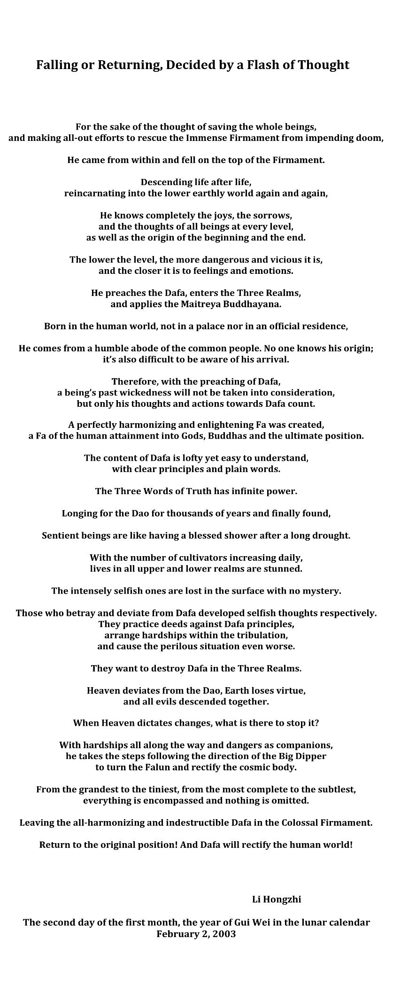 Falling or Returning, Decided by a Flash of Thought
For the sake of the thought of saving the whole beings,
and making all-out efforts to rescue the Immense Firmament from impending doom,
He came from within and fell on the top of the Firmament.
Descending life after life,
reincarnating into the lower earthly world again and again,
He knows completely the joys, the sorrows,
and the thoughts of all beings at every level,
as well as the origin of the beginning and the end.
The lower the level, the more dangerous and vicious it is,
and the closer it is to feelings and emotions.
He preaches the Dafa, enters the Three Realms,
and applies the Maitreya Buddhayana.
Born in the human world, not in a palace nor in an official residence,
He comes from a humble abode of the common people. No one knows his origin;
it’s also difficult to be aware of his arrival.
Therefore, with the preaching of Dafa,
a being’s past wickedness will not be taken into consideration,
but only his thoughts and actions towards Dafa count.
A perfectly harmonizing and enlightening Fa was created,
a Fa of the human attainment into Gods, Buddhas and the ultimate position.
The content of Dafa is lofty yet easy to understand,
with clear principles and plain words.
The Three Words of Truth has infinite power.
Longing for the Dao for thousands of years and finally found,
Sentient beings are like having a blessed shower after a long drought.
With the number of cultivators increasing daily,
lives in all upper and lower realms are stunned.
The intensely selfish ones are lost in the surface with no mystery.
Those who betray and deviate from Dafa developed selfish thoughts respectively.
They practice deeds against Dafa principles,
arrange hardships within the tribulation,
and cause the perilous situation even worse.
They want to destroy Dafa in the Three Realms.
Heaven deviates from the Dao, Earth loses virtue,
and all evils descended together.
When Heaven dictates changes, what is there to stop it?
With hardships all along the way and dangers as companions,
he takes the steps following the direction of the Big Dipper
to turn the Falun and rectify the cosmic body.
From the grandest to the tiniest, from the most complete to the subtlest,
everything is encompassed and nothing is omitted.
Leaving the all-harmonizing and indestructible Dafa in the Colossal Firmament.
Return to the original position! And Dafa will rectify the human world!
Li Hongzhi
The second day of the first month, the year of Gui Wei in the lunar calendar
February 2, 2003